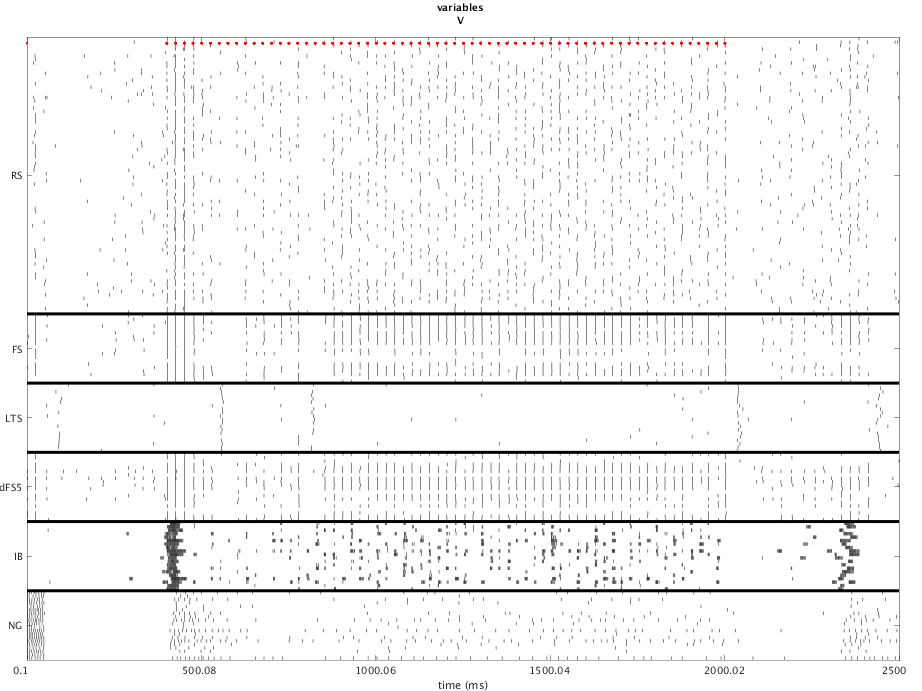 variables
V
RS
FS
LTS
dFS5
IB
NG
0.1
500.08
1000.06
1500.04
2000.02
2500
time (ms)